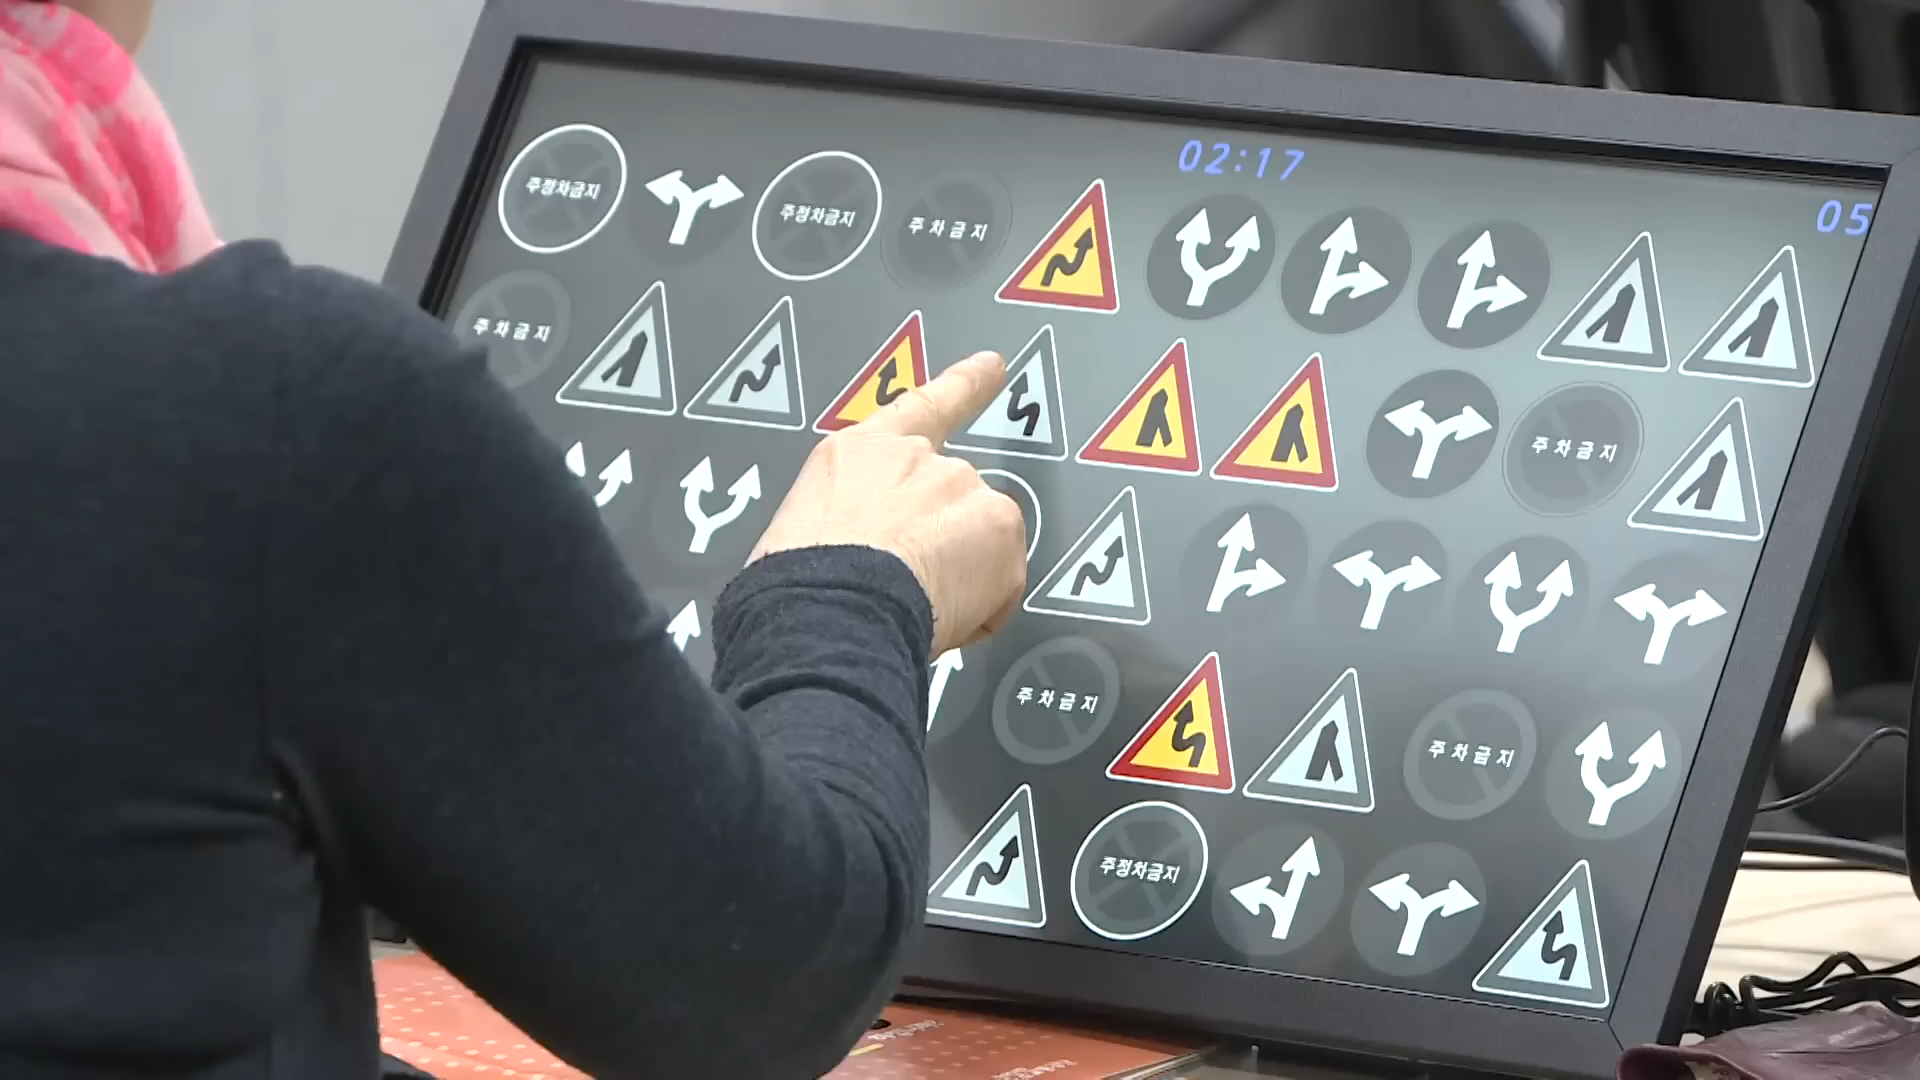 02:17
05
주정차금지
주정차금지
주 차 금 지
주 차 금 지
주 차 금 지
주 차 금 지
주 차 금 지
주정차금지